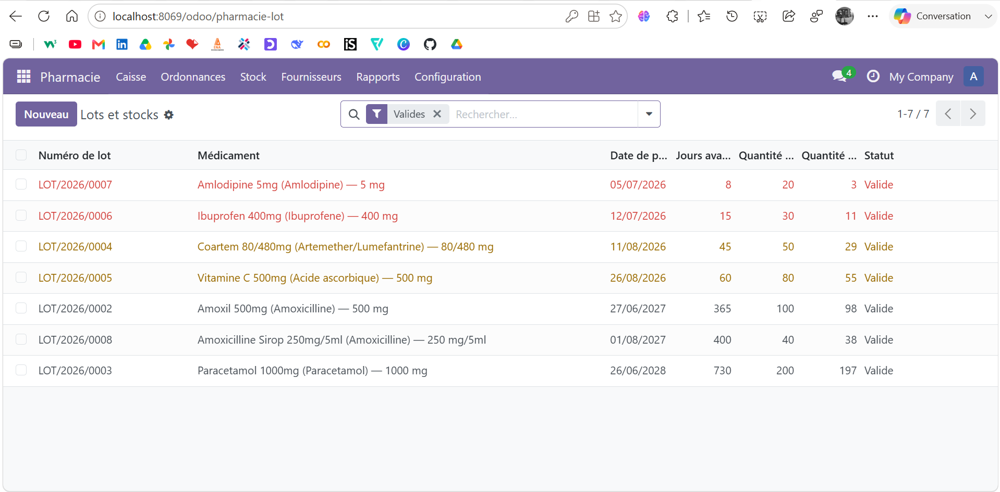 localhost:8069/odoo/pharmacie-lot
Conversation
Pharmacie Caisse Ordonnances Stock Fournisseurs Rapports Configuration 4 My Company A
Nouveau Lots et stocks Valides Rechercher... 1-7 / 7
Numéro de lot Médicament Date de p... Jours ava... Quantité ... Quantité ... Statut
LOT/2026/0007 Amlodipine 5mg (Amlodipine) — 5 mg 05/07/2026 8 20 3 Valide
LOT/2026/0006 Ibuprofen 400mg (Ibuprofene) — 400 mg 12/07/2026 15 30 11 Valide
LOT/2026/0004 Coartem 80/480mg (Artemether/Lumefantrine) — 80/480 mg 11/08/2026 45 50 29 Valide
LOT/2026/0005 Vitamine C 500mg (Acide ascorbique) — 500 mg 26/08/2026 60 80 55 Valide
LOT/2026/0002 Amoxil 500mg (Amoxicilline) — 500 mg 27/06/2027 365 100 98 Valide
LOT/2026/0008 Amoxicilline Sirop 250mg/5ml (Amoxicilline) — 250 mg/5ml 01/08/2027 400 40 38 Valide
LOT/2026/0003 Paracetamol 1000mg (Paracetamol) — 1000 mg 26/06/2028 730 200 197 Valide